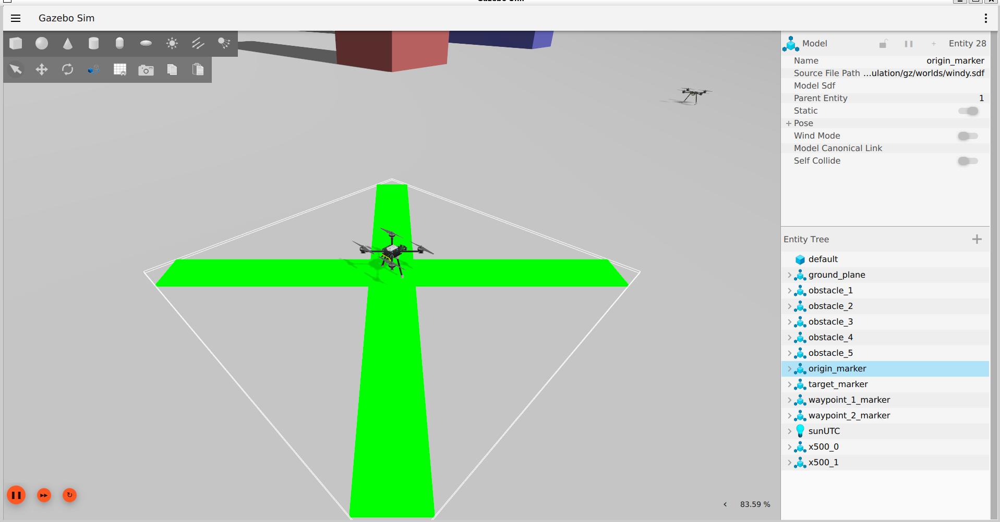 Gazebo Sim
Gazebo Sim
Model Entity 28
Name origin_marker
Source File Path ...ulation/gz/worlds/windy.sdf
Model Sdf
Parent Entity 1
Static
+ Pose
Wind Mode
Model Canonical Link
Self Collide
Entity Tree +
default
ground_plane
obstacle_1
obstacle_2
obstacle_3
obstacle_4
obstacle_5
origin_marker
target_marker
waypoint_1_marker
waypoint_2_marker
sunUTC
x500_0
x500_1
83.59 %